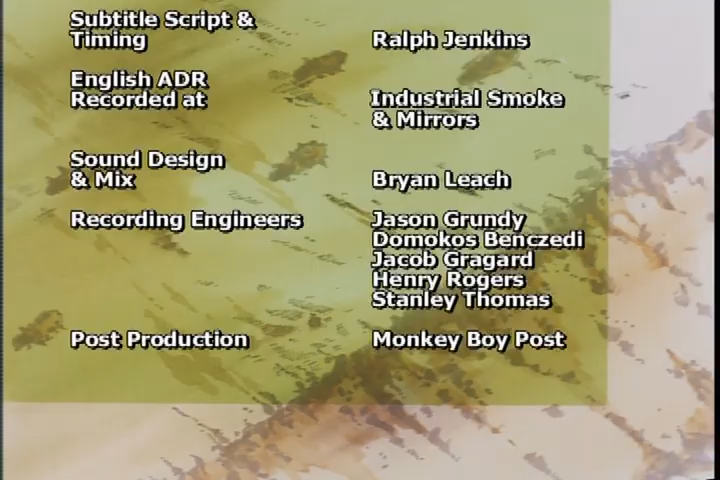 Subtitle Script &
Timing
Ralph Jenkins
English ADR
Recorded at
Industrial Smoke
& Mirrors
Sound Design
& Mix
Bryan Leach
Recording Engineers
Jason Grundy
Domokos Benczedi
Jacob Gragard
Henry Rogers
Stanley Thomas
Post Production
Monkey Boy Post